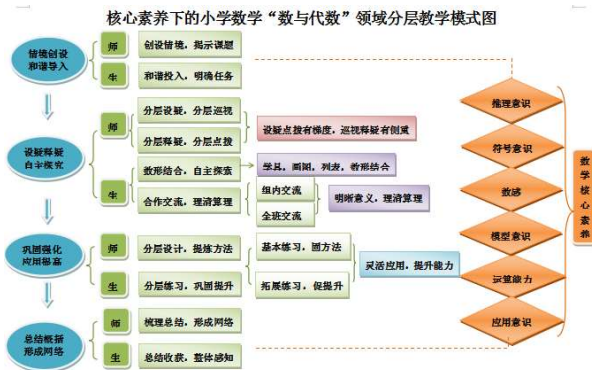 核心素养下的小学数学“数与代数”领域分层教学模式图
情镜创设
和谐导入
师
创设情镜，揭示课题
生
和谐投入，明确任务
设疑释疑
自主探究
师
分层设疑，分层巡视
分层释疑，分层点拨
设疑点拨有梯度，巡视释疑有侧重
生
数形结合，自主探索
学具，画图，列表，数形结合
合作交流，理清算理
组内交流
全班交流
明晰意义，理清算理
巩固强化
应用提高
师
分层设计，提炼方法
生
分层练习，巩固提升
基本练习，固方法
拓展练习，促提升
灵活应用，提升能力
总结概括
形成网络
师
梳理总结，形成网络
生
总结收获，整体感知
推理意识
符号意识
数感
模型意识
运算能力
应用意识
数学核心素养